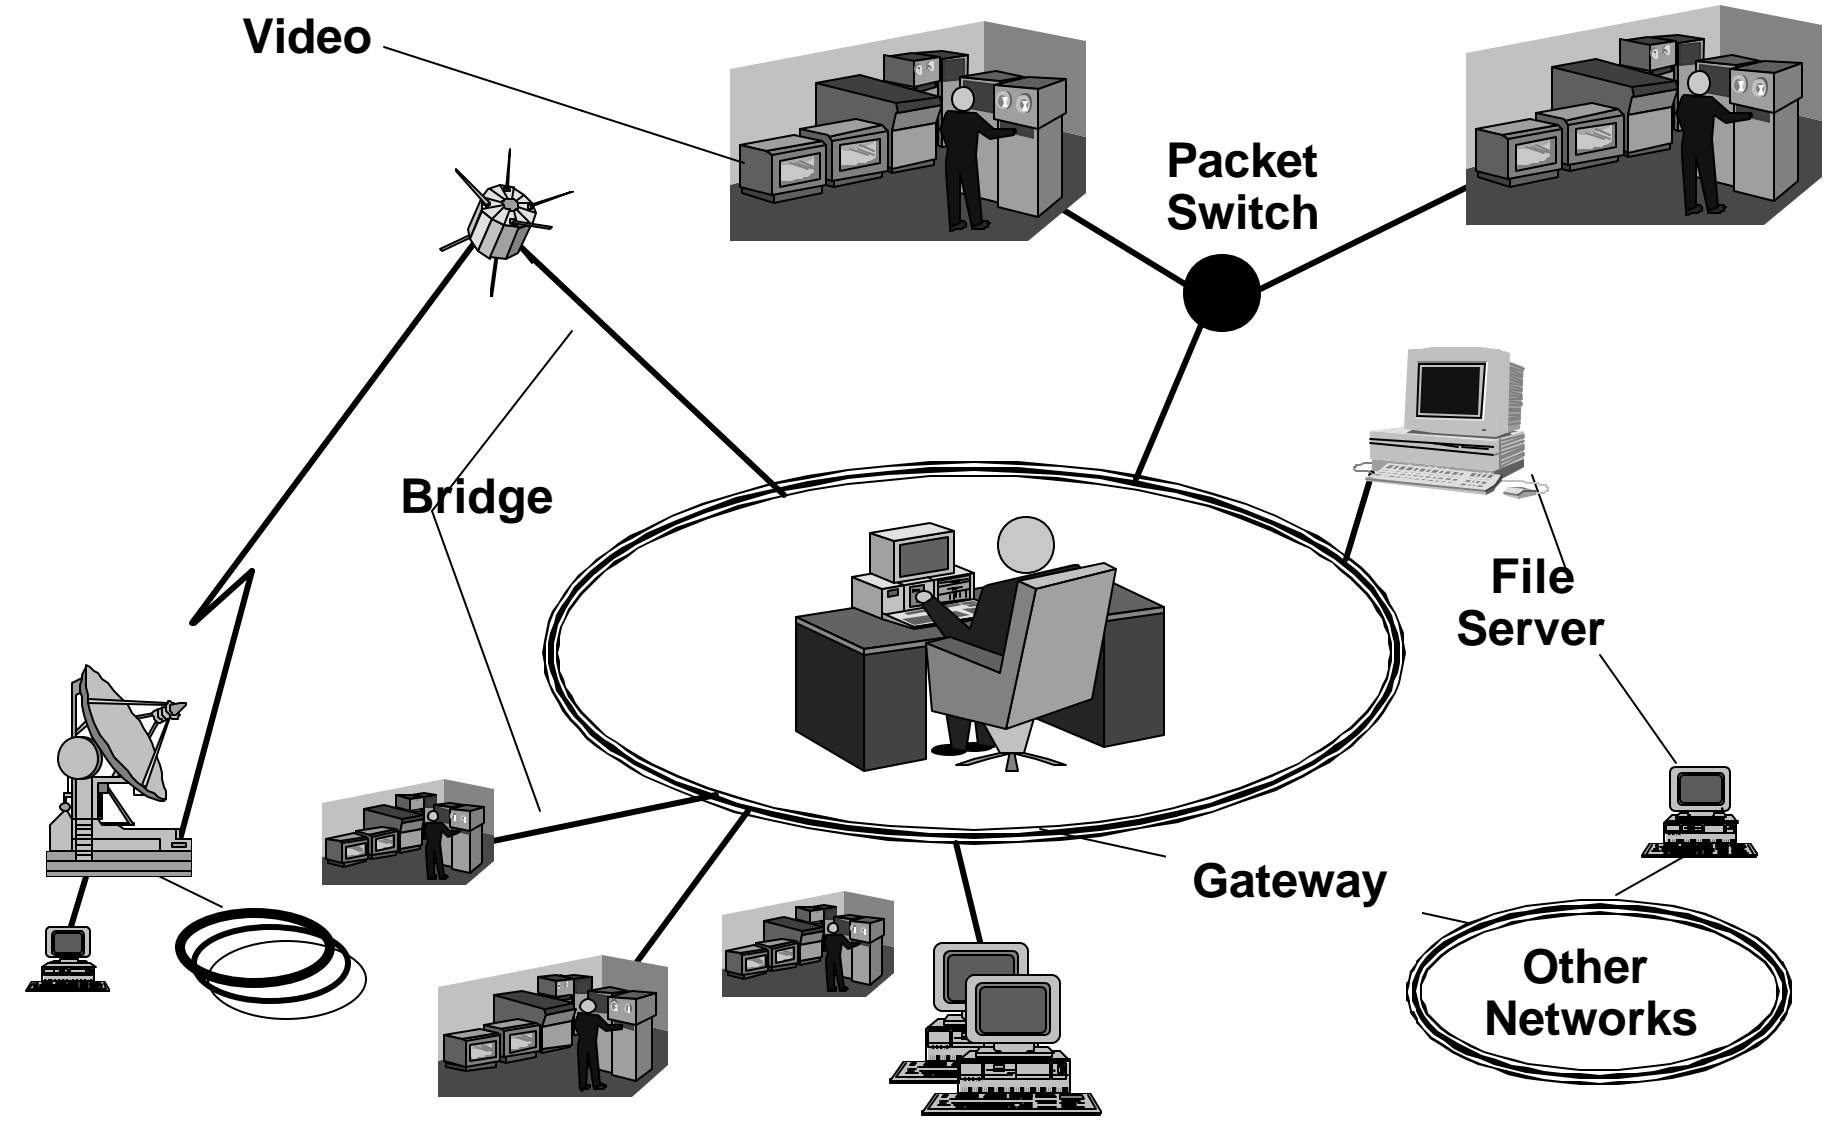 Video
Packet
Switch
Bridge
File
Server
Gateway
Other
Networks